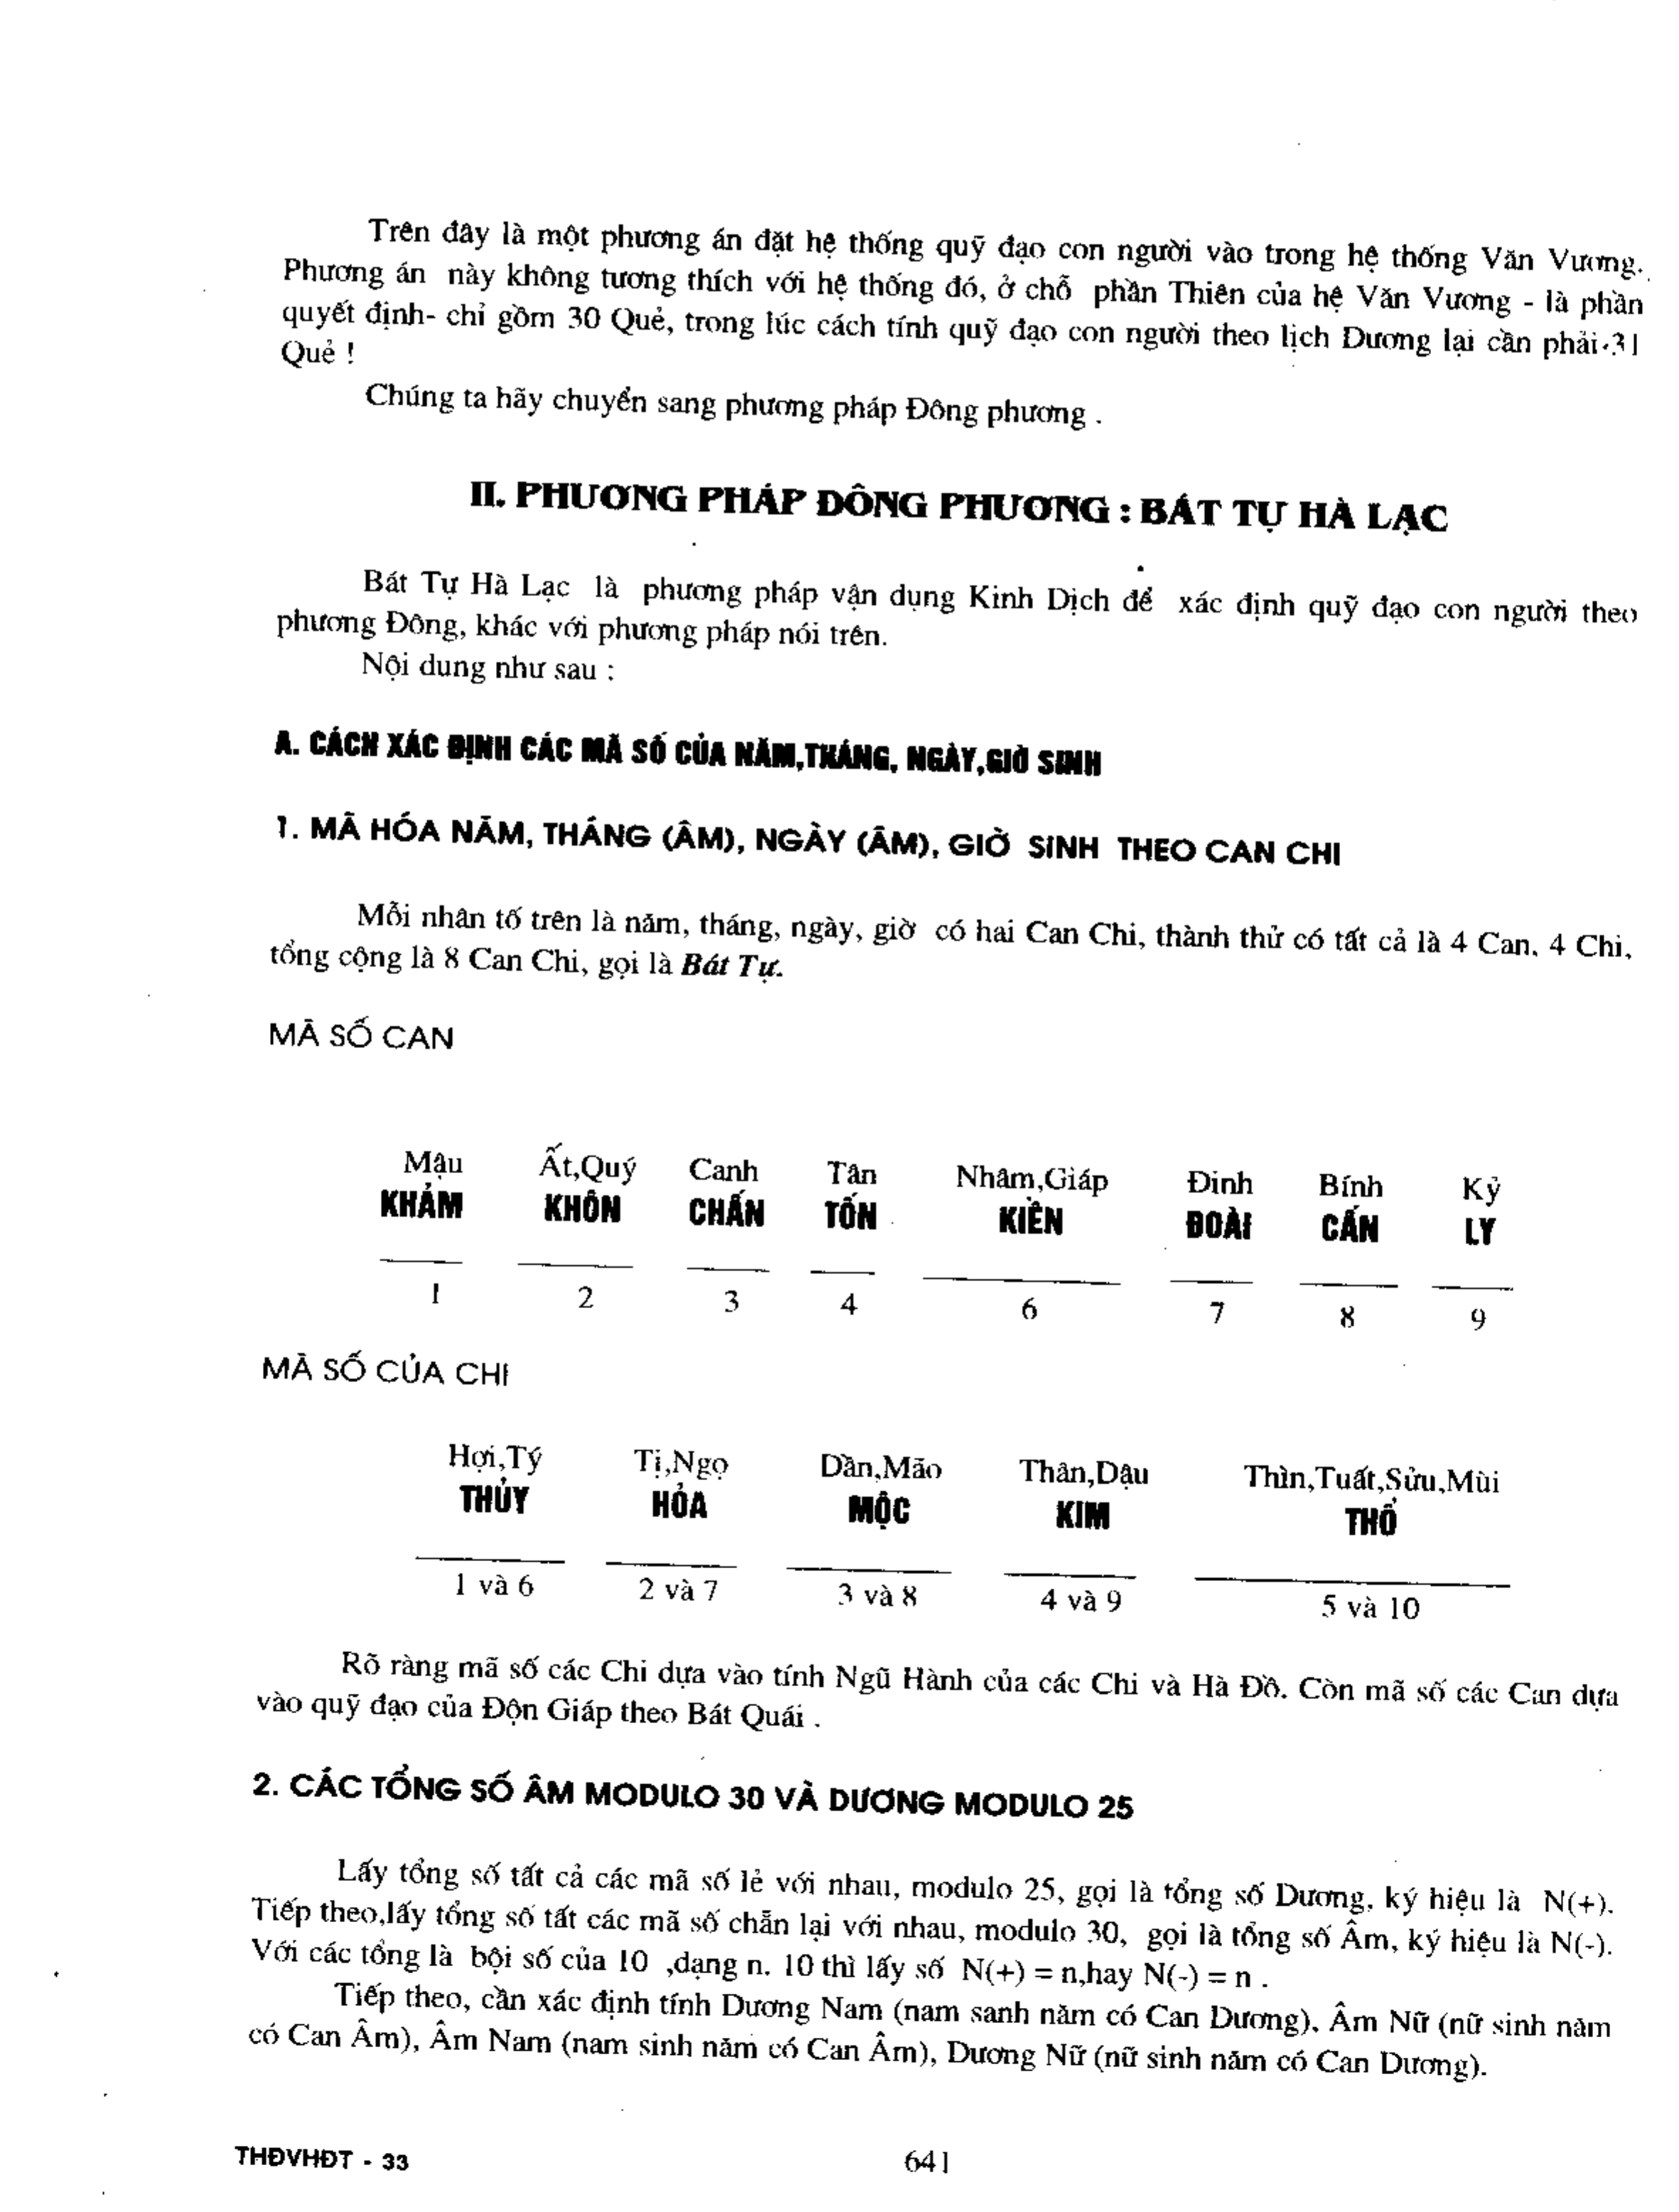 Trên đây là một phương án đặt hệ thống quỹ đạo con người vào trong hệ thống Văn Vương.
Phương án này không tương thích với hệ thống đó, ở chỗ phần Thiên của hệ Văn Vương - là phần
quyết định- chỉ gồm 30 Quẻ, trong lúc cách tính quỹ đạo con người theo lịch Dương lại cần phải 31
Quẻ !
Chúng ta hãy chuyển sang phương pháp Đông phương .
II. PHƯƠNG PHÁP ĐÔNG PHƯƠNG : BÁT TỰ HÀ LẠC
Bát Tự Hà Lạc là phương pháp vận dụng Kinh Dịch để xác định quỹ đạo con người theo
phương Đông, khác với phương pháp nói trên.
Nội dung như sau :
A. CÁCH XÁC ĐỊNH CÁC MÃ SỐ CỦA NĂM,THÁNG, NGÀY,GIỜ SINH
1. MÃ HÓA NĂM, THÁNG (ÂM), NGÀY (ÂM), GIỜ SINH THEO CAN CHI
Mỗi nhân tố trên là năm, tháng, ngày, giờ có hai Can Chi, thành thử có tất cả là 4 Can, 4 Chi,
tổng cộng là 8 Can Chi, gọi là Bát Tự.
MÃ SỐ CAN
Mậu Ất,Quý Canh Tân Nhâm,Giáp Đinh Bính Kỷ
KHẢM KHÔN CHẤN TỐN KIỀN ĐOÀI CẤN LY
1 2 3 4 6 7 8 9
MÃ SỐ CỦA CHI
Hợi,Tý Tị,Ngọ Dần,Mão Thân,Dậu Thìn,Tuất,Sửu,Mùi
THỦY HỎA MỘC KIM THỔ
1 và 6 2 và 7 3 và 8 4 và 9 5 và 10
Rõ ràng mã số các Chi dựa vào tính Ngũ Hành của các Chi và Hà Đồ. Còn mã số các Can dựa
vào quỹ đạo của Độn Giáp theo Bát Quái .
2. CÁC TỔNG SỐ ÂM MODULO 30 VÀ DƯƠNG MODULO 25
Lấy tổng số tất cả các mã số lẻ với nhau, modulo 25, gọi là tổng số Dương, ký hiệu là N(+).
Tiếp theo,lấy tổng số tất các mã số chẵn lại với nhau, modulo 30, gọi là tổng số Âm, ký hiệu là N(-).
Với các tổng là bội số của 10 ,dạng n. 10 thì lấy số N(+) = n,hay N(-) = n .
Tiếp theo, cần xác định tính Dương Nam (nam sanh năm có Can Dương), Âm Nữ (nữ sinh năm
có Can Âm), Âm Nam (nam sinh năm có Can Âm), Dương Nữ (nữ sinh năm có Can Dương).
THĐVHĐT - 33 641